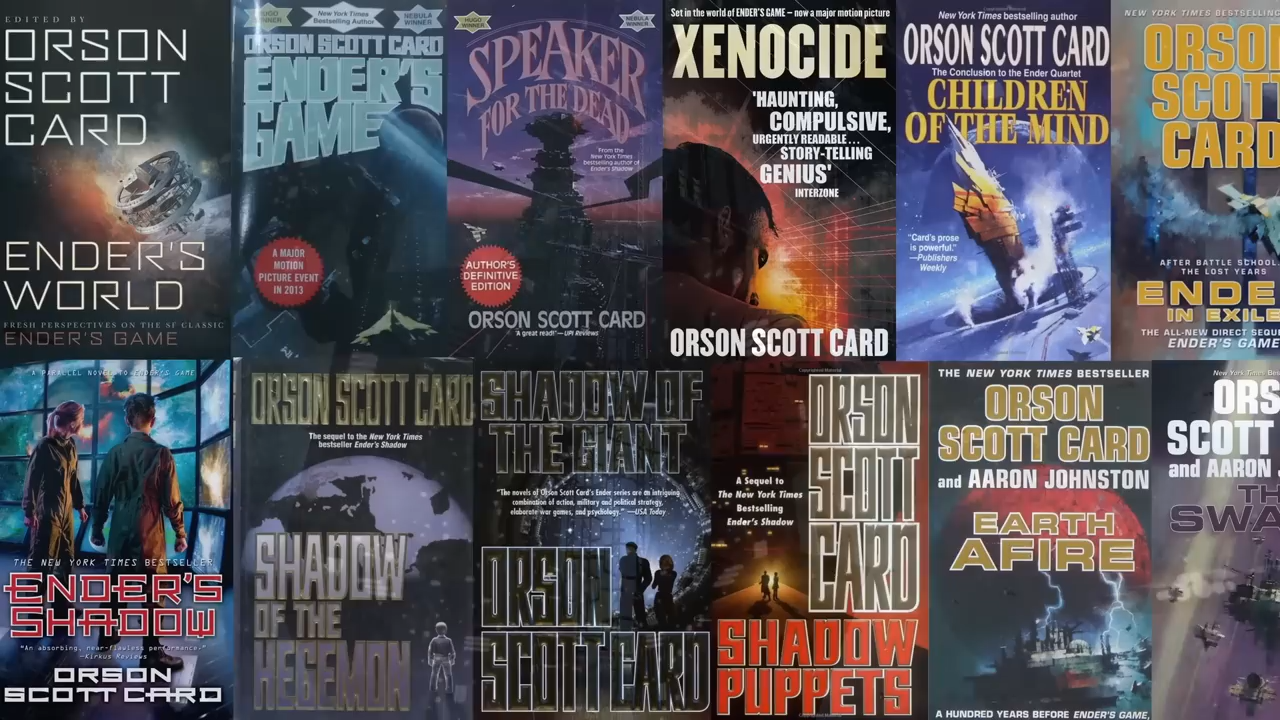 EDITED BY
ORSON
SCOTT
CARD
ENDER'S
WORLD
FRESH PERSPECTIVES ON THE SF CLASSIC
ENDER'S GAME
HUGO
WINNER
New York Times
Bestselling Author
NEBULA
WINNER
ORSON SCOTT CARD
ENDER'S
GAME
A MAJOR
MOTION
PICTURE EVENT
IN 2013
HUGO
WINNER
NEBULA
WINNER
SPEAKER
FOR THE DEAD
From the
New York Times
bestselling author of
Ender's Shadow
AUTHOR'S
DEFINITIVE
EDITION
ORSON SCOTT CARD
"A great read!"—UPI Reviews
Set in the world of ENDER'S GAME – now a major motion picture
XENOCIDE
'HAUNTING,
COMPULSIVE,
URGENTLY READABLE...
STORY-TELLING
GENIUS'
INTERZONE
ORSON SCOTT CARD
New York Times bestselling author
ORSON SCOTT CARD
The Conclusion to the Ender Quartet
CHILDREN
OF THE MIND
"Card's prose
is powerful."
—Publishers
Weekly
NEW YORK TIMES BESTSELLING
ORSO
SCOTT
CARD
AFTER BATTLE SCHOOL
THE LOST YEARS
ENDE
IN EXILE
THE ALL-NEW DIRECT SEQU
ENDER'S GAME
A PARALLEL NOVEL TO ENDER'S GAME
THE NEW YORK TIMES BESTSELLER
ENDER'S
SHADOW
"An absorbing, near-flawless performance."
—Kirkus Reviews
ORSON
SCOTT CARD
ORSON SCOTT CARD
The sequel to the New York Times
bestseller Ender's Shadow
SHADOW
OF THE
HEGEMON
SHADOW OF
THE GIANT
"The novels of Orson Scott Card's Ender series are an intriguing
combination of action, military and political strategy,
elaborate war games, and psychology." —USA Today
ORSON
SCOTT CARD
Copyrighted Material
ORSON
SCOTT
CARD
A Sequel to
The New York Times
Bestselling
Ender's Shadow
SHADOW
PUPPETS
Copyrighted Material
THE NEW YORK TIMES BESTSELLER
ORSON
SCOTT CARD
and AARON JOHNSTON
EARTH
AFIRE
A HUNDRED YEARS BEFORE ENDER'S GAME,
New York Times Bes
ORS
SCOTT
and AARON
TH
SWA